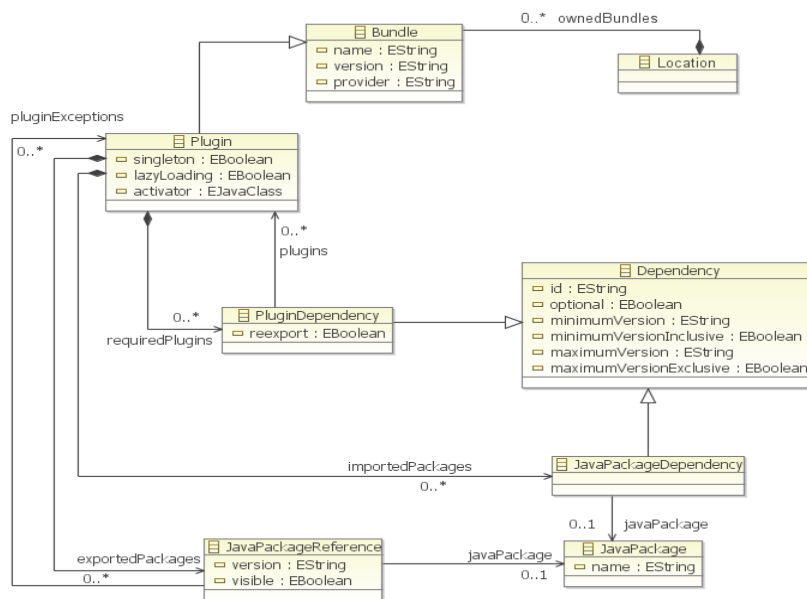 Bundle
name : EString
version : EString
provider : EString
0..* ownedBundles
Location
pluginExceptions
0..*
Plugin
singleton : EBoolean
lazyLoading : EBoolean
activator : EJavaClass
0..*
plugins
0..*
requiredPlugins
PluginDependency
reexport : EBoolean
Dependency
id : EString
optional : EBoolean
minimumVersion : EString
minimumVersionInclusive : EBoolean
maximumVersion : EString
maximumVersionExclusive : EBoolean
importedPackages
0..*
JavaPackageDependency
0..1 javaPackage
exportedPackages
0..*
JavaPackageReference
version : EString
visible : EBoolean
javaPackage
0..1
JavaPackage
name : EString